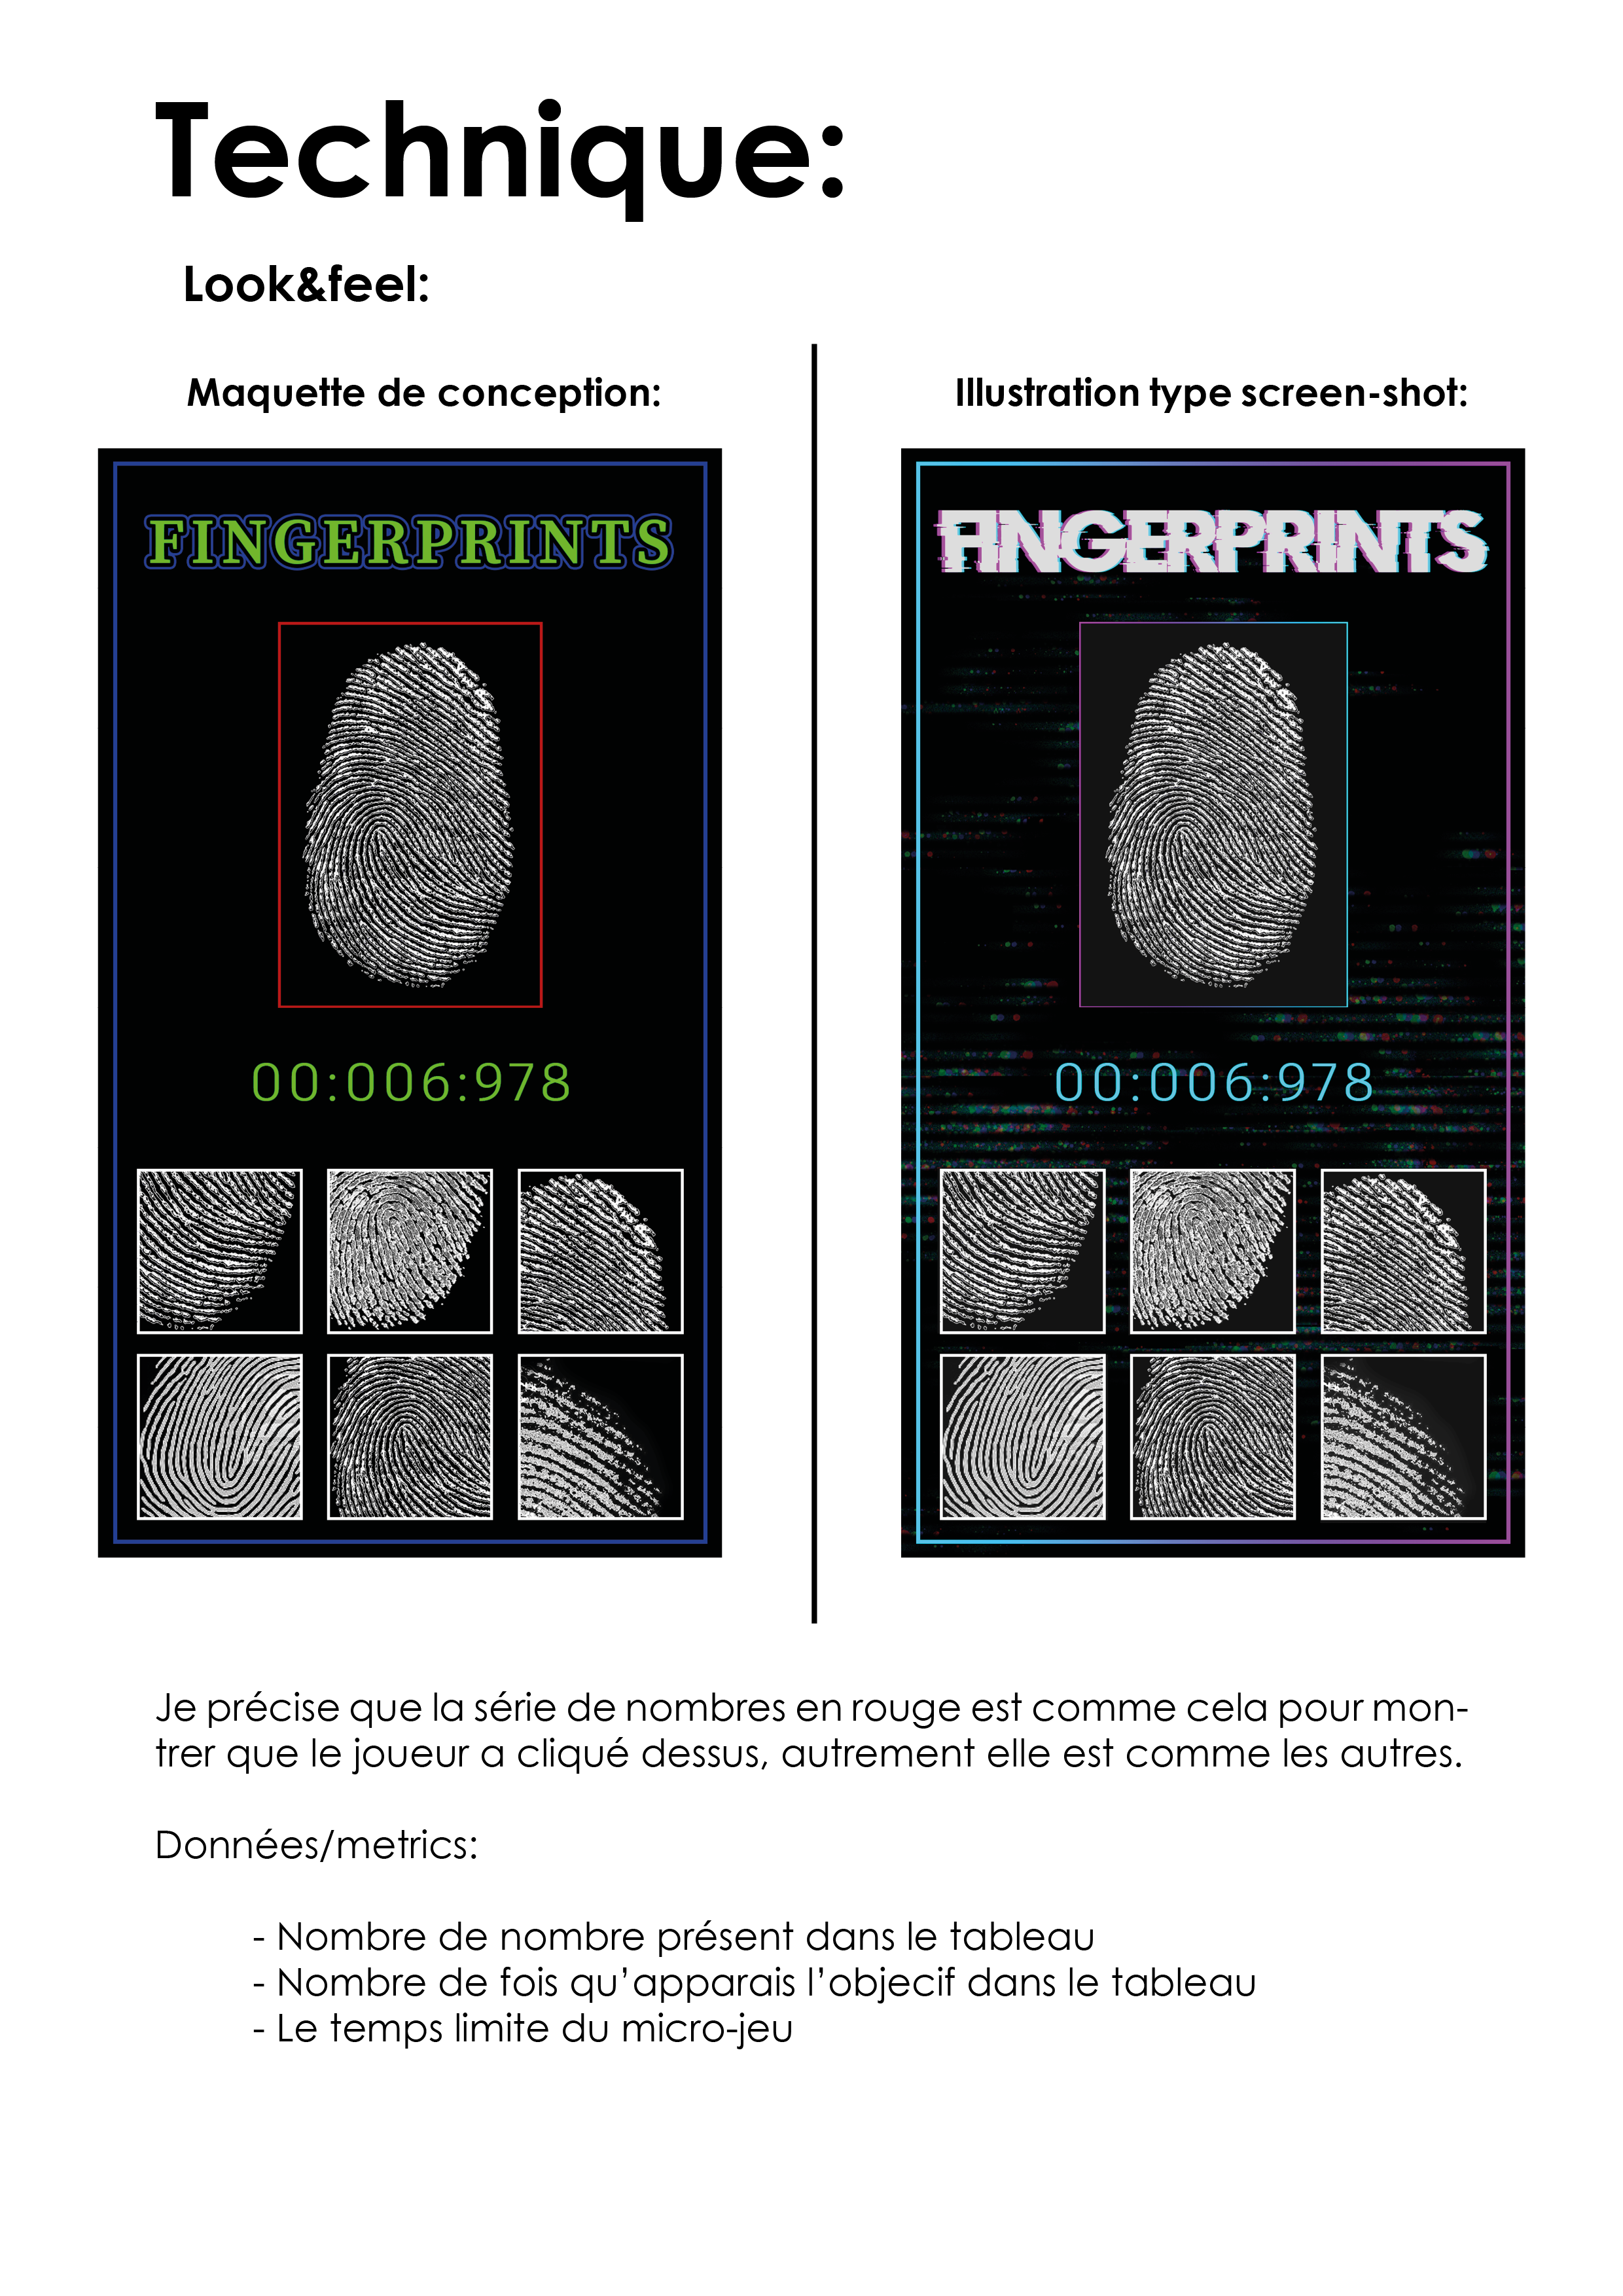 Technique:
Look&feel:
Maquette de conception:
FINGERPRINTS
00:006:978
Illustration type screen-shot:
FINGERPRINTS
00:006:978
Je précise que la série de nombres en rouge est comme cela pour mon-
trer que le joueur a cliqué dessus, autrement elle est comme les autres.
Données/metrics:
- Nombre de nombre présent dans le tableau
- Nombre de fois qu’apparais l’objecif dans le tableau
- Le temps limite du micro-jeu